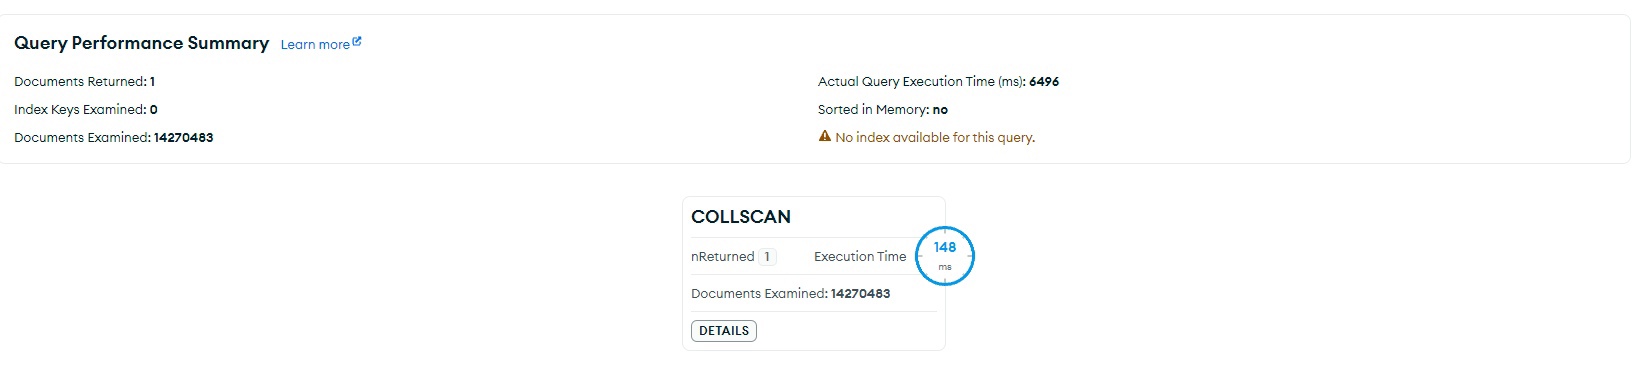 Query Performance Summary Learn more
Documents Returned: 1
Index Keys Examined: 0
Documents Examined: 14270483
Actual Query Execution Time (ms): 6496
Sorted in Memory: no
No index available for this query.
COLLSCAN
nReturned 1 Execution Time 148 ms
Documents Examined: 14270483
DETAILS